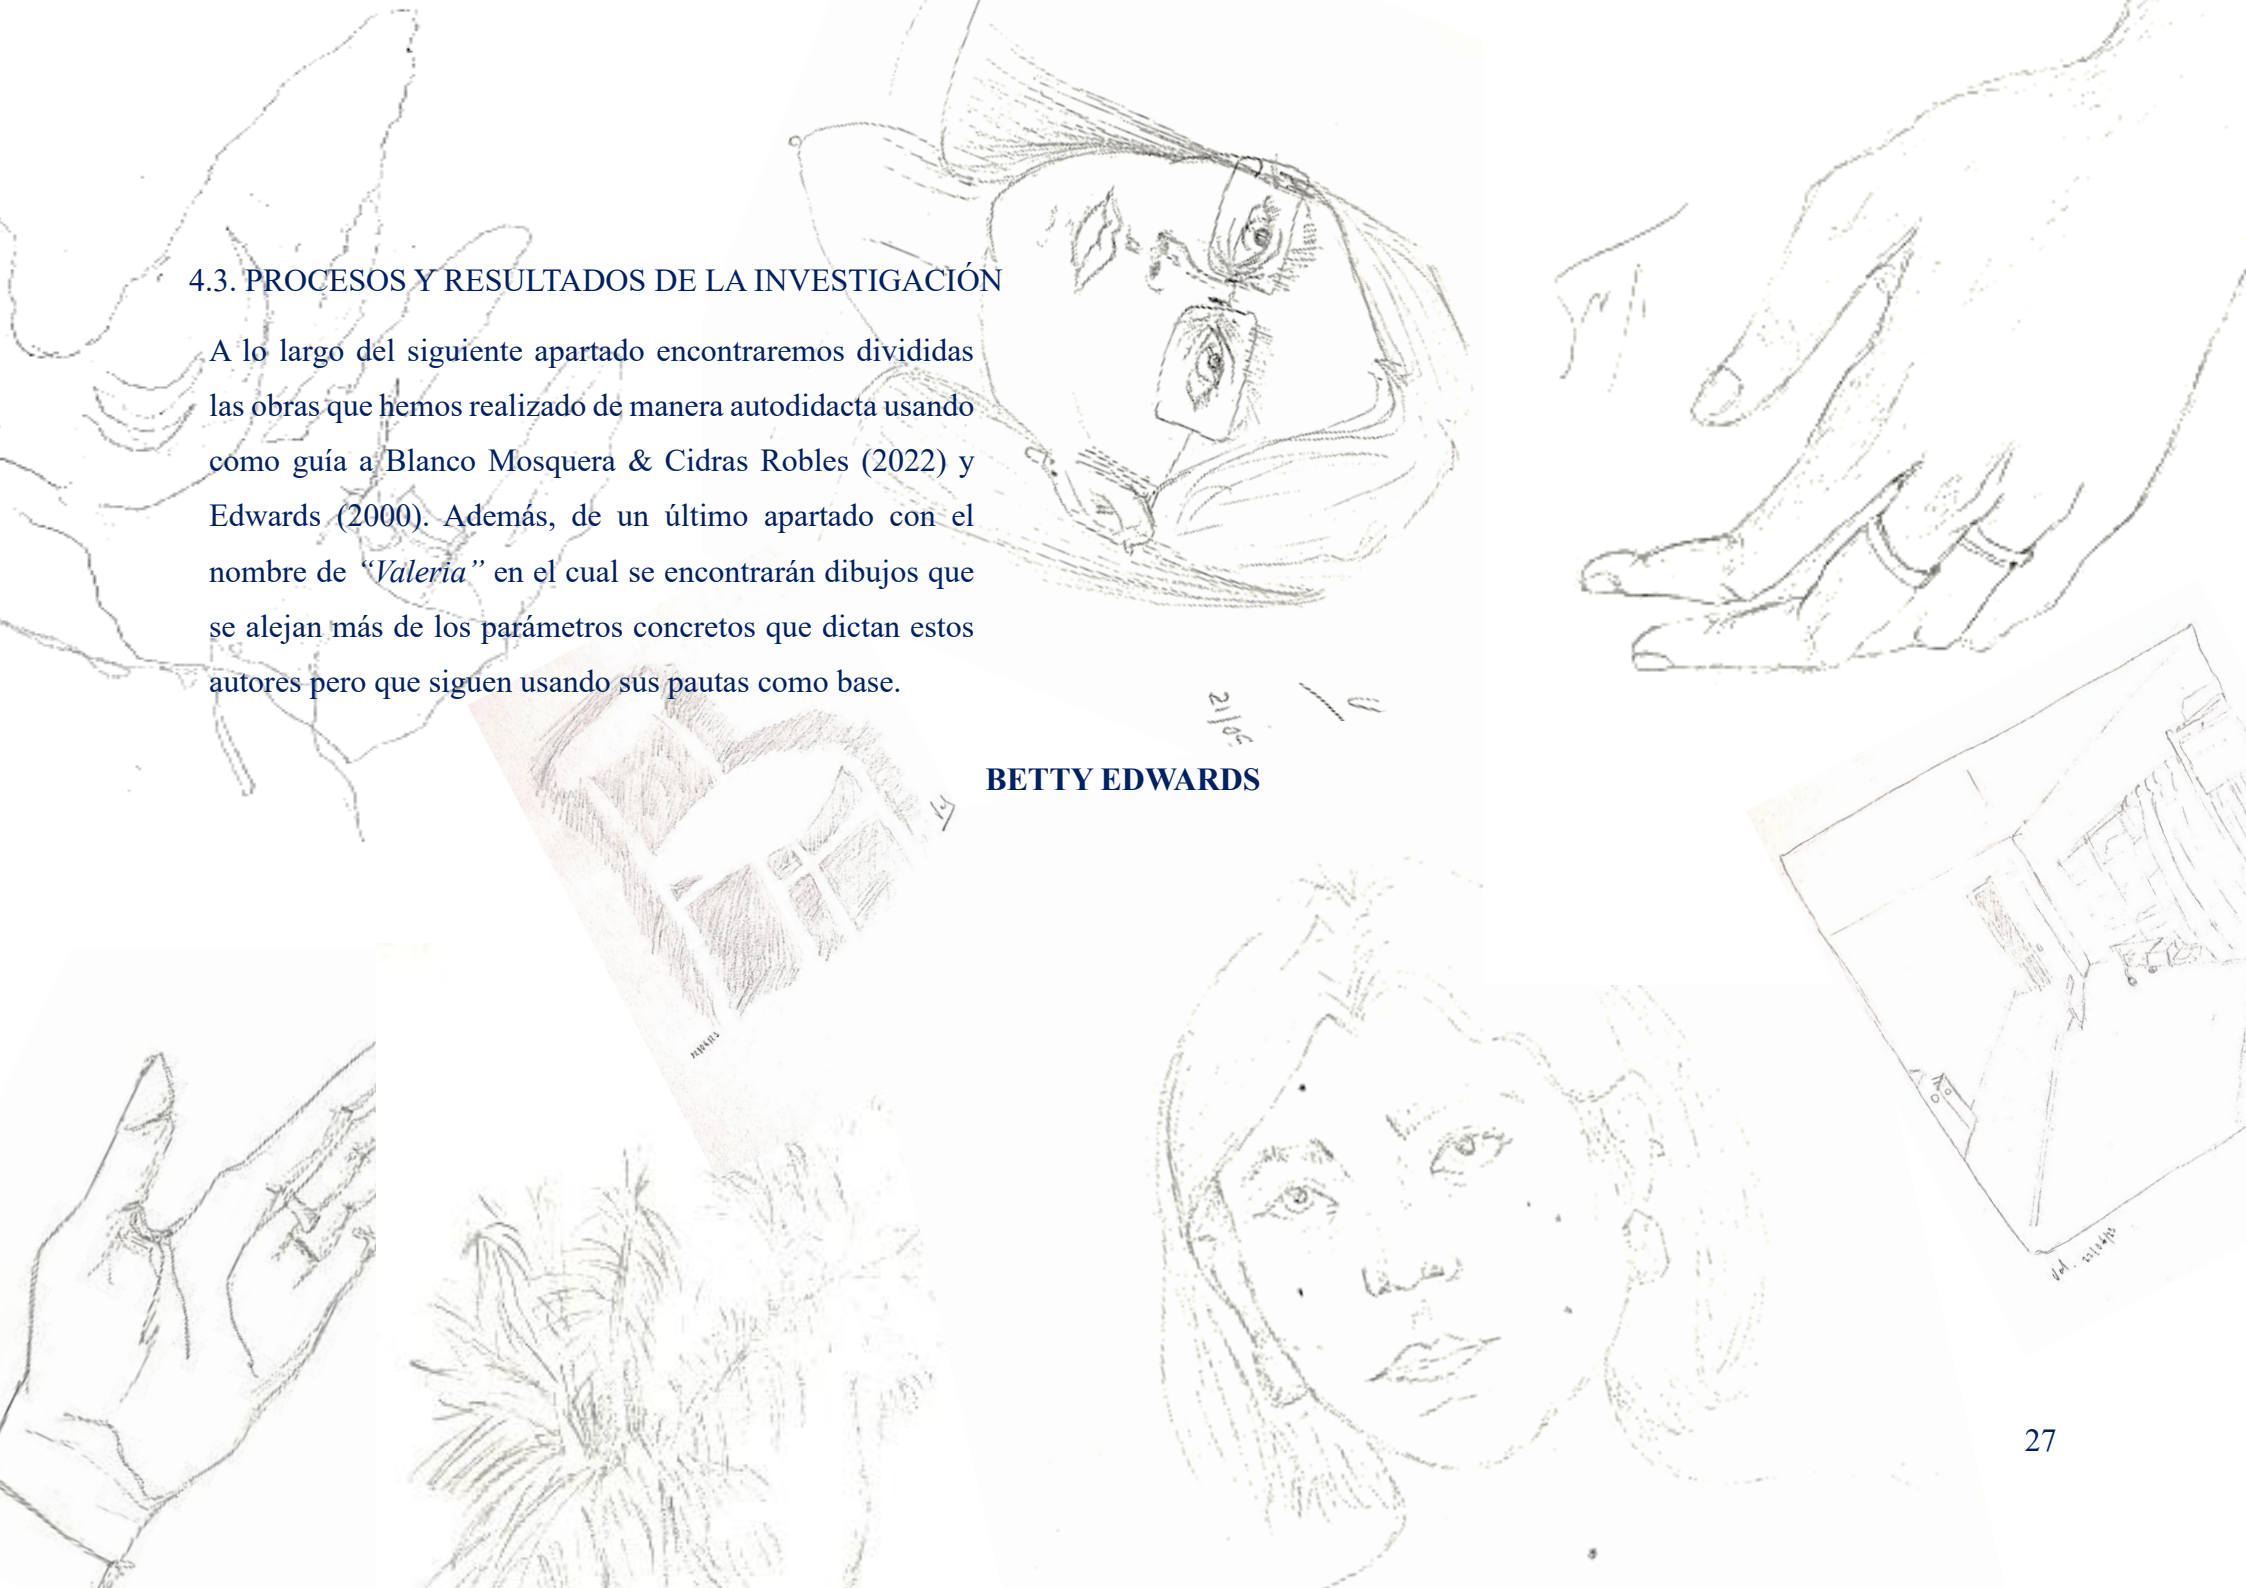 4.3. PROCESOS Y RESULTADOS DE LA INVESTIGACIÓN
A lo largo del siguiente apartado encontraremos divididas
las obras que hemos realizado de manera autodidacta usando
como guía a Blanco Mosquera & Cidras Robles (2022) y
Edwards (2000). Además, de un último apartado con el
nombre de “Valeria” en el cual se encontrarán dibujos que
se alejan más de los parámetros concretos que dictan estos
autores pero que siguen usando sus pautas como base.
21/05
BETTY EDWARDS
27